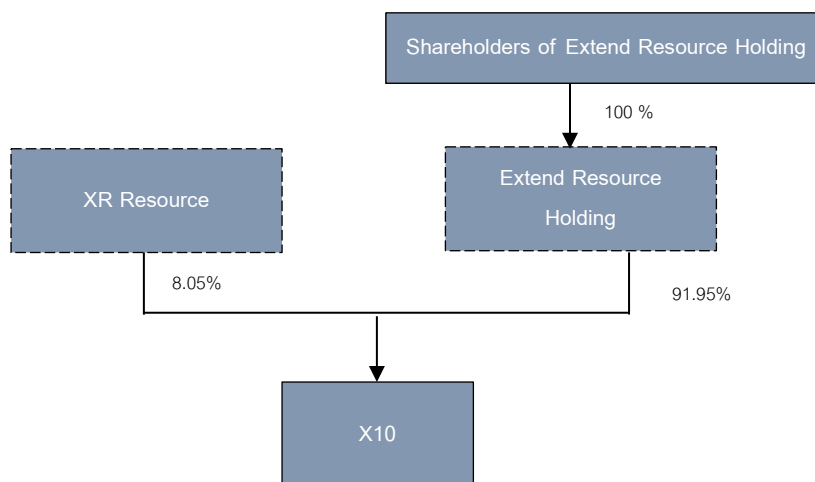 Shareholders of Extend Resource Holding
100 %
XR Resource
Extend Resource
Holding
8.05%
91.95%
X10